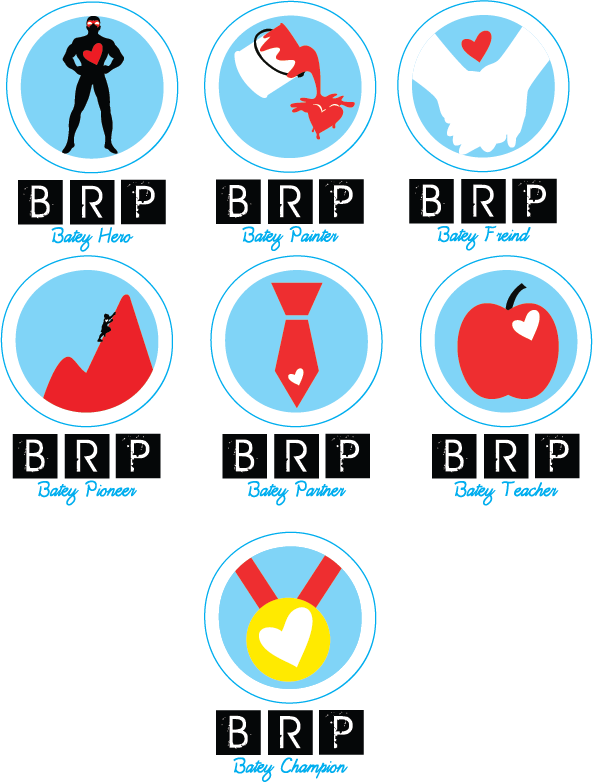 BRP
Batey Hero
BRP
Batey Painter
BRP
Batey Freind
BRP
Batey Pioneer
BRP
Batey Partner
BRP
Batey Teacher
BRP
Batey Champion